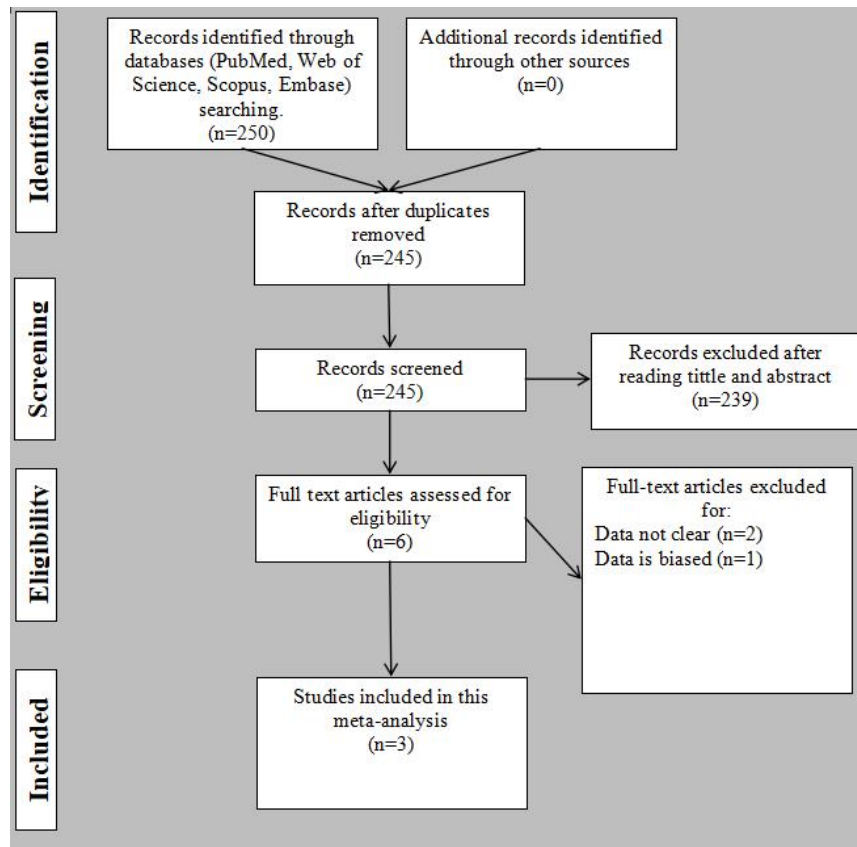 Identification
Records identified through
databases (PubMed, Web of
Science, Scopus, Embase)
searching.
(n=250)
Additional records identified
through other sources
(n=0)
Records after duplicates
removed
(n=245)
Screening
Records screened
(n=245)
Records excluded after
reading tittle and abstract
(n=239)
Eligibility
Full text articles assessed for
eligibility
(n=6)
Full-text articles excluded
for:
Data not clear (n=2)
Data is biased (n=1)
Included
Studies included in this
meta-analysis
(n=3)